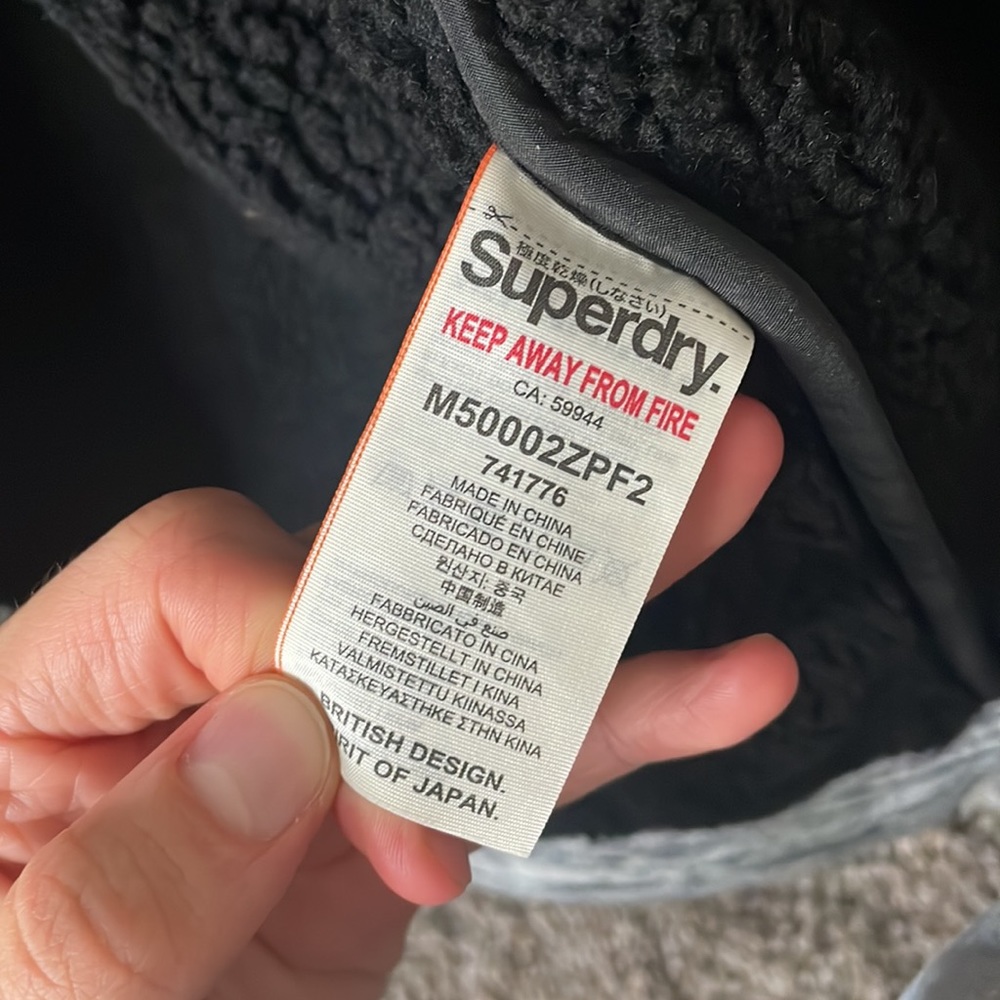 極度乾燥(しなさい)
Superdry.
KEEP AWAY FROM FIRE
CA: 59944
M50002ZPF2
741776
MADE IN CHINA
FABRIQUÉ EN CHINE
FABRICADO EN CHINA
СДЕЛАНО В КИТАЕ
원산지: 중국
中国制造
صنع في الصين
FABBRICATO IN CINA
HERGESTELLT IN CHINA
FREMSTILLET I KINA
VALMISTETTU KIINASSA
ΚΑΤΑΣΚΕΥΑΣΤΗΚΕ ΣΤΗΝ ΚΙΝΑ
BRITISH DESIGN.
OF JAPAN.